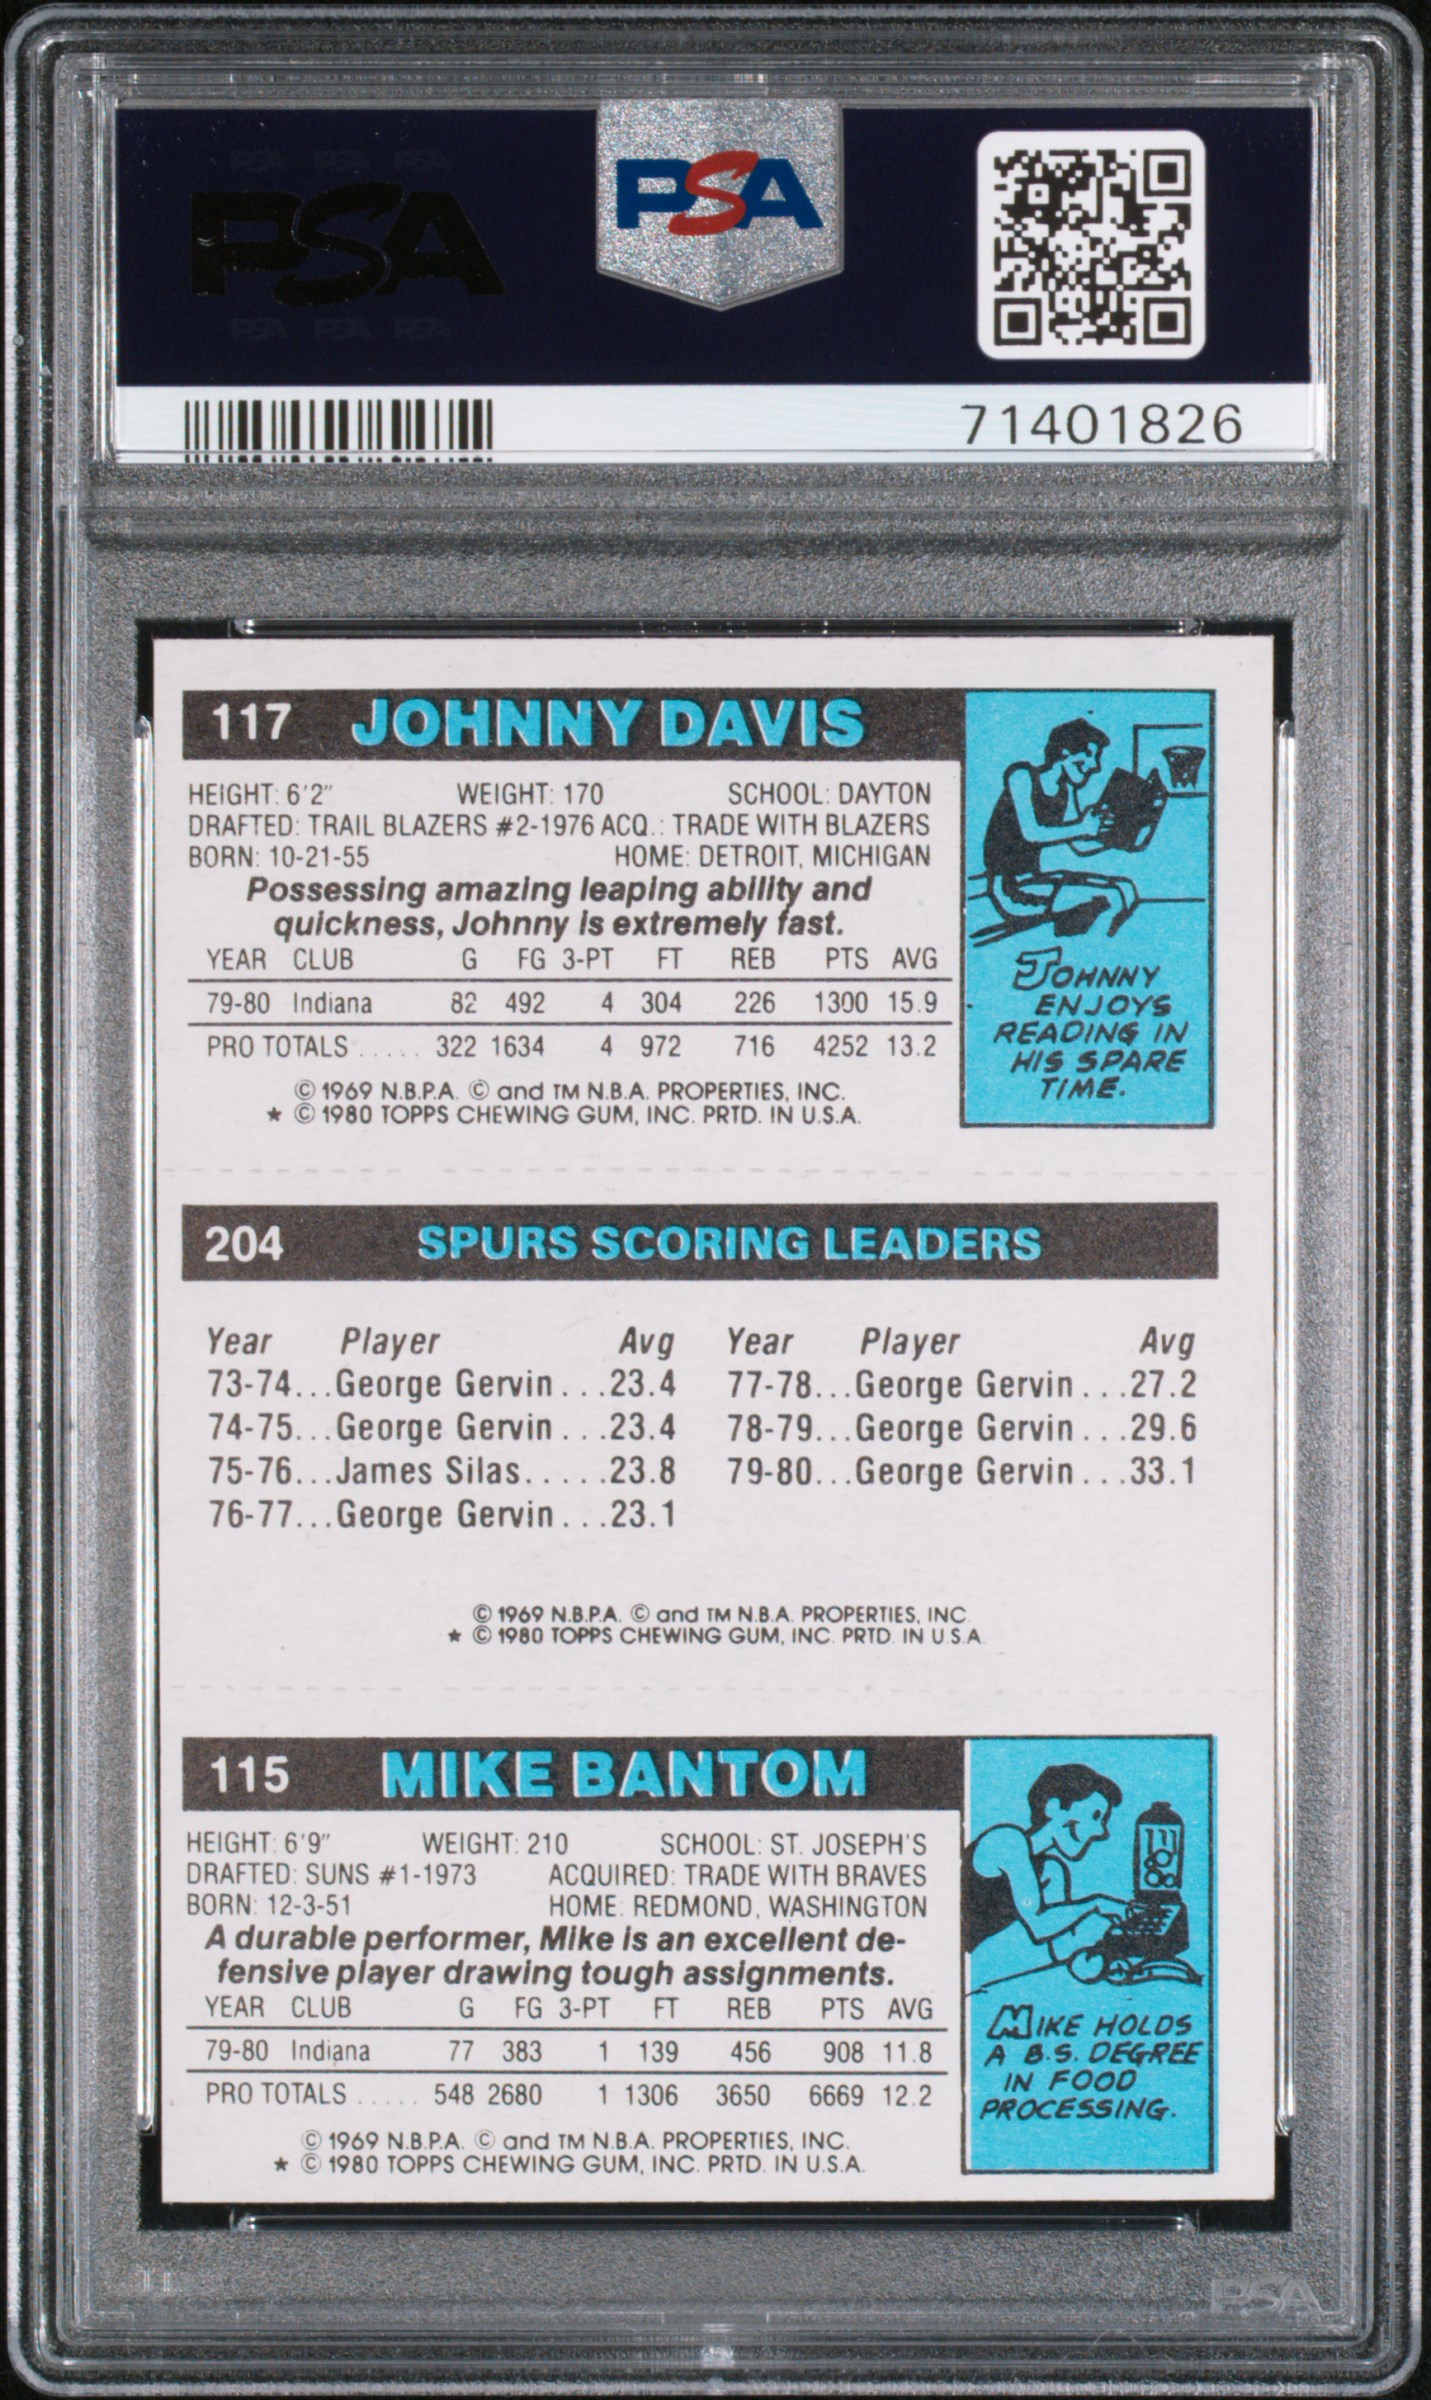 PSA PSA PSA
PSA
PSA PSA PSA
PSA
71401826
117 JOHNNY DAVIS
HEIGHT: 6'2" WEIGHT: 170 SCHOOL: DAYTON
DRAFTED: TRAIL BLAZERS #2-1976 ACQ.: TRADE WITH BLAZERS
BORN: 10-21-55 HOME: DETROIT, MICHIGAN
Possessing amazing leaping ability and
quickness, Johnny is extremely fast.
YEAR CLUB G FG 3-PT FT REB PTS AVG
79-80 Indiana 82 492 4 304 226 1300 15.9
PRO TOTALS ..... 322 1634 4 972 716 4252 13.2
© 1969 N.B.P.A. © and TM N.B.A. PROPERTIES, INC.
* © 1980 TOPPS CHEWING GUM, INC. PRTD. IN U.S.A.
JOHNNY
ENJOYS
READING IN
HIS SPARE
TIME.
204 SPURS SCORING LEADERS
Year Player Avg Year Player Avg
73-74...George Gervin...23.4 77-78...George Gervin...27.2
74-75...George Gervin...23.4 78-79...George Gervin...29.6
75-76...James Silas.....23.8 79-80...George Gervin...33.1
76-77...George Gervin...23.1
© 1969 N.B.P.A. © and TM N.B.A. PROPERTIES, INC.
* © 1980 TOPPS CHEWING GUM, INC. PRTD. IN U.S.A.
115 MIKE BANTOM
HEIGHT: 6'9" WEIGHT: 210 SCHOOL: ST. JOSEPH'S
DRAFTED: SUNS #1-1973 ACQUIRED: TRADE WITH BRAVES
BORN: 12-3-51 HOME: REDMOND, WASHINGTON
A durable performer, Mike is an excellent de-
fensive player drawing tough assignments.
YEAR CLUB G FG 3-PT FT REB PTS AVG
79-80 Indiana 77 383 1 139 456 908 11.8
PRO TOTALS ..... 548 2680 1 1306 3650 6669 12.2
© 1969 N.B.P.A. © and TM N.B.A. PROPERTIES, INC.
* © 1980 TOPPS CHEWING GUM, INC. PRTD. IN U.S.A.
MIKE HOLDS
A B.S. DEGREE
IN FOOD
PROCESSING.
PSA